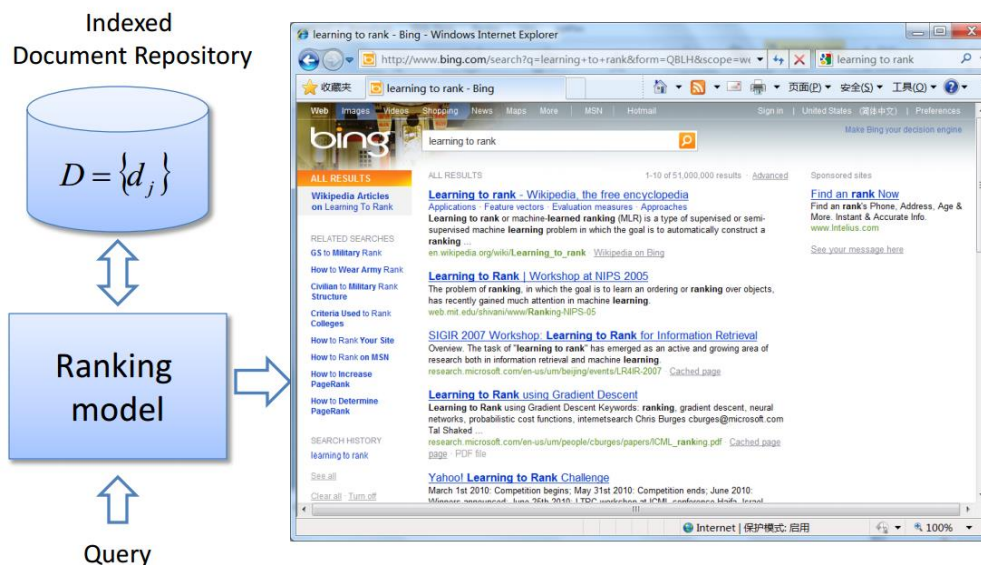 Indexed
Document Repository
D = {d_j}
Ranking
model
Query
learning to rank - Bing - Windows Internet Explorer
http://www.bing.com/search?q=learning+to+rank&form=QBLH&scope=we
learning to rank
收藏夹
learning to rank - Bing
页面(P)
安全(S)
工具(O)
Web Images Videos Shopping News Maps More | MSN | Hotmail
Sign in | United States (简体中文) | Preferences
bing
learning to rank
Make Bing your decision engine
ALL RESULTS
Wikipedia Articles
on Learning To Rank
RELATED SEARCHES
GS to Military Rank
How to Wear Army Rank
Civilian to Military Rank
Structure
Criteria Used to Rank
Colleges
How to Rank Your Site
How to Rank on MSN
How to Increase
PageRank
How to Determine
PageRank
SEARCH HISTORY
learning to rank
See all
Clear all · Turn off
ALL RESULTS
1-10 of 51,000,000 results · Advanced
Learning to rank - Wikipedia, the free encyclopedia
Applications · Feature vectors · Evaluation measures · Approaches
Learning to rank or machine-learned ranking (MLR) is a type of supervised or semi-
supervised machine learning problem in which the goal is to automatically construct a
ranking ...
en.wikipedia.org/wiki/Learning_to_rank · Wikipedia on Bing
Learning to Rank | Workshop at NIPS 2005
The problem of ranking, in which the goal is to learn an ordering or ranking over objects,
has recently gained much attention in machine learning.
web.mit.edu/shivani/www/Ranking-NIPS-05
SIGIR 2007 Workshop: Learning to Rank for Information Retrieval
Overview. The task of "learning to rank" has emerged as an active and growing area of
research both in information retrieval and machine learning.
research.microsoft.com/en-us/um/beijing/events/LR4IR-2007 · Cached page
Learning to Rank using Gradient Descent
Learning to Rank using Gradient Descent Keywords: ranking, gradient descent, neural
networks, probabilistic cost functions, internetsearch Chris Burges cburges@microsoft.com
Tal Shaked ...
research.microsoft.com/en-us/um/people/cburges/papers/ICML_ranking.pdf · Cached page
page · PDF file
Yahoo! Learning to Rank Challenge
March 1st 2010: Competition begins; May 31st 2010: Competition ends; June 2010:
Winners announced; June 25th 2010: LTRC workshop at ICML conference Haifa, Israel
Sponsored sites
Find an rank Now
Find an rank's Phone, Address, Age &
More. Instant & Accurate Info.
www.Intelius.com
See your message here
Internet | 保护模式: 启用
100%